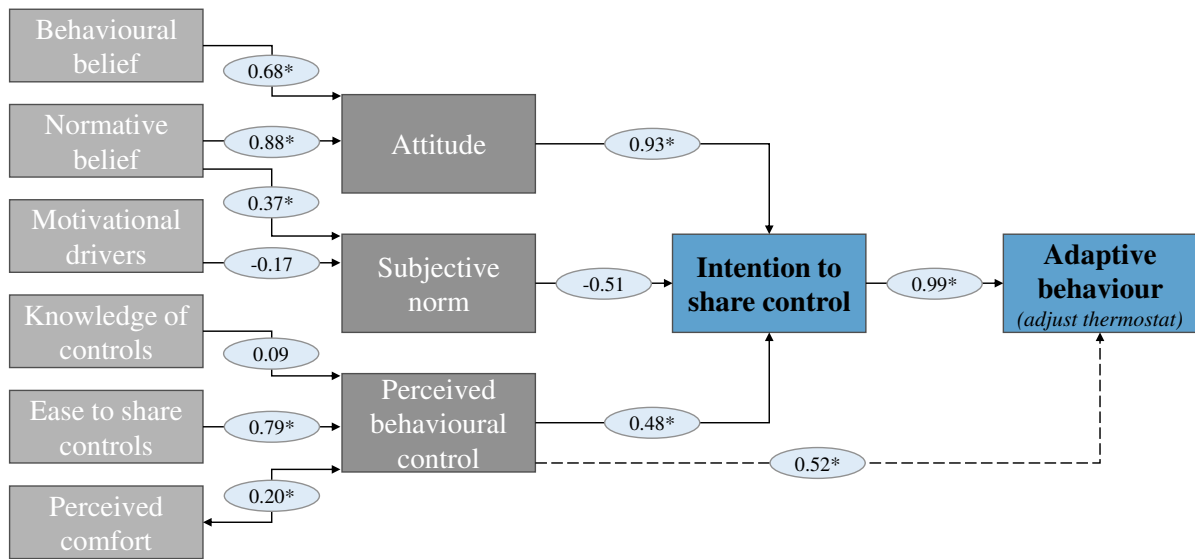 Behavioural
belief
0.68*
Normative
belief
0.88*
Attitude
0.93*
0.37*
Motivational
drivers
-0.17
Subjective
norm
-0.51
Intention to
share control
0.99*
Adaptive
behaviour
(adjust thermostat)
Knowledge of
controls
0.09
Ease to share
controls
0.79*
Perceived
behavioural
control
0.48*
0.52*
0.20*
Perceived
comfort